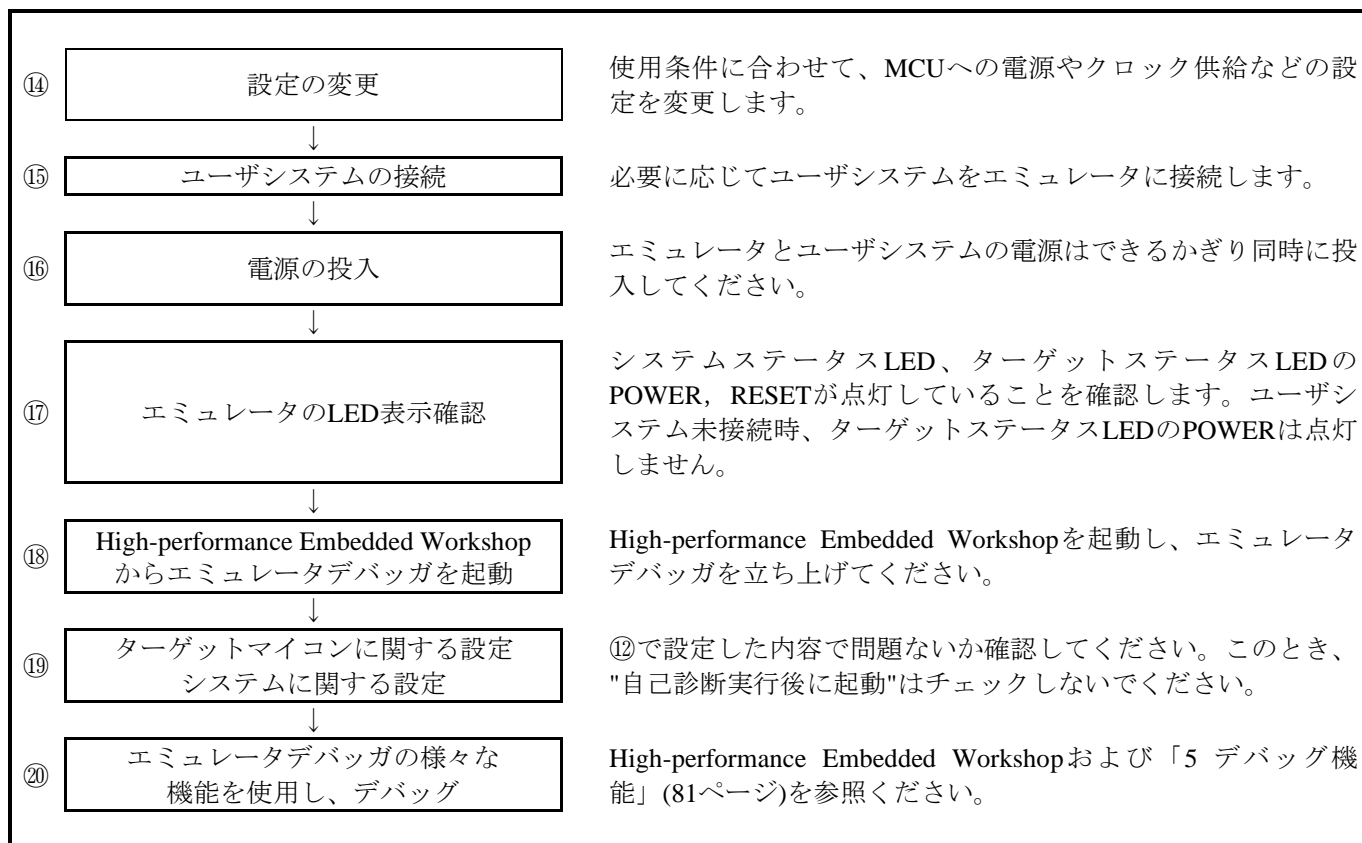 ⑭
設定の変更
使用条件に合わせて、MCUへの電源やクロック供給などの設
定を変更します。
↓
⑮
ユーザシステムの接続
必要に応じてユーザシステムをエミュレータに接続します。
↓
⑯
電源の投入
エミュレータとユーザシステムの電源はできるかぎり同時に投
入してください。
↓
⑰
エミュレータのLED表示確認
システムステータスLED、ターゲットステータスLEDの
POWER，RESETが点灯していることを確認します。ユーザシ
ステム未接続時、ターゲットステータスLEDのPOWERは点灯
しません。
↓
⑱
High-performance Embedded Workshop
からエミュレータデバッガを起動
High-performance Embedded Workshopを起動し、エミュレータ
デバッガを立ち上げてください。
↓
⑲
ターゲットマイコンに関する設定
システムに関する設定
⑫で設定した内容で問題ないか確認してください。このとき、
"自己診断実行後に起動"はチェックしないでください。
↓
⑳
エミュレータデバッガの様々な
機能を使用し、デバッグ
High-performance Embedded Workshopおよび「5 デバッグ機
能」(81ページ)を参照ください。